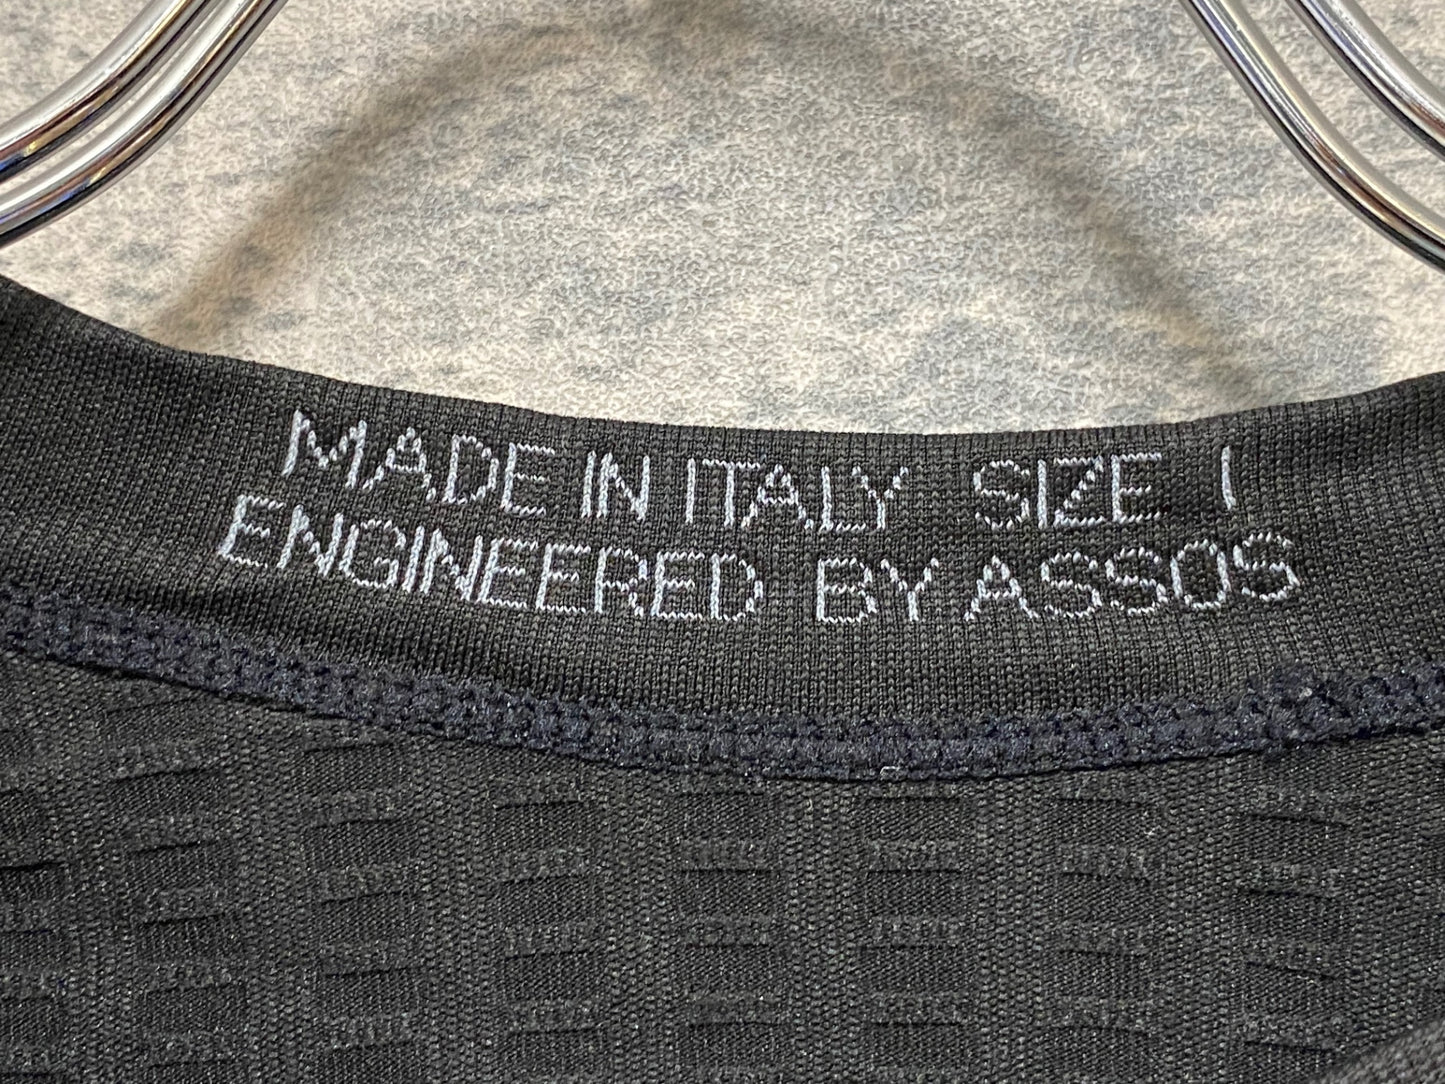 MADE IN ITALY SIZE I
ENGINEERED BY ASSOS